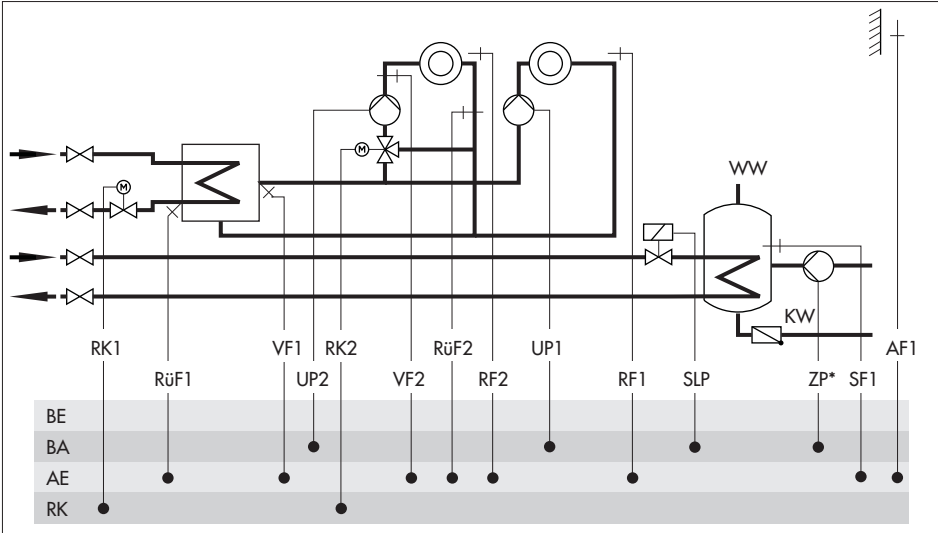 M
M
WW
KW
RK1 VF1 RK2 RüF2 UP1 AF1
RüF1 UP2 VF2 RF2 RF1 SLP ZP* SF1
BE
BA
AE
RK